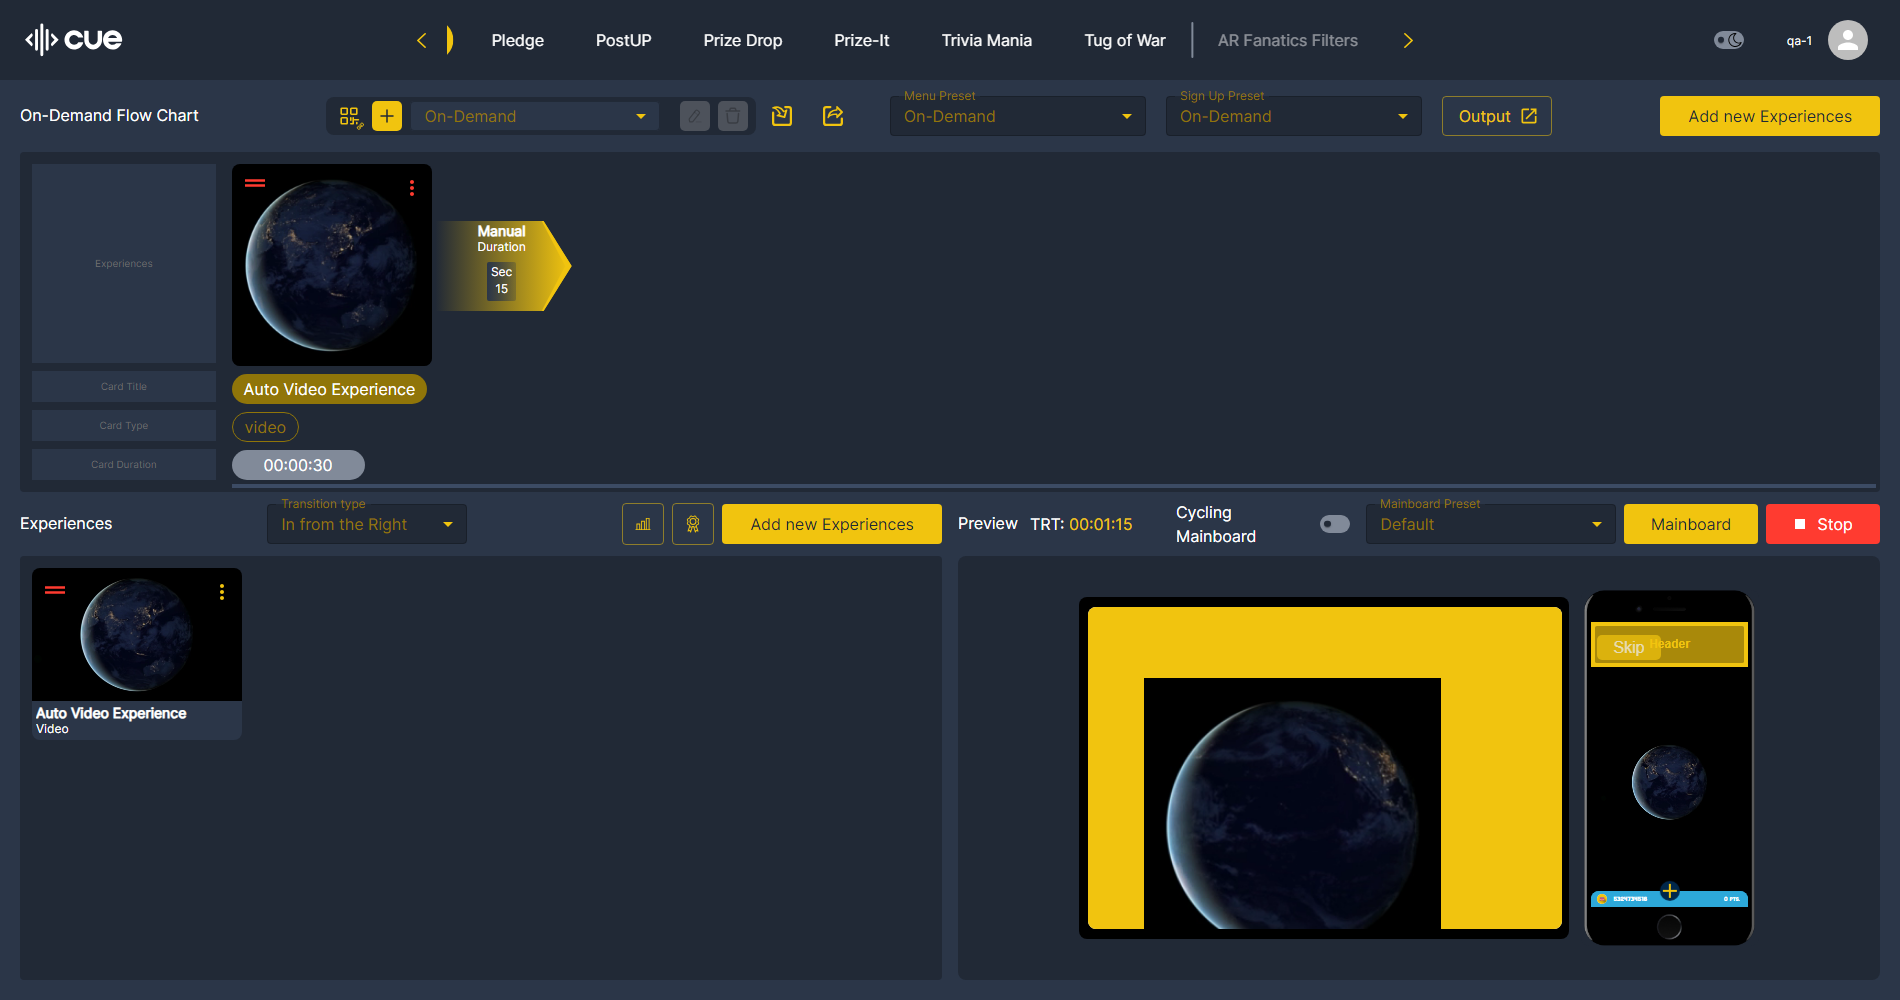 cue
Pledge
PostUP
Prize Drop
Prize-It
Trivia Mania
Tug of War
AR Fanatics Filters
qa-1
On-Demand Flow Chart
On-Demand
Menu Preset
On-Demand
Sign Up Preset
On-Demand
Output
Add new Experiences
Experiences
Manual
Duration
Sec
15
Card Title
Auto Video Experience
Card Type
video
Card Duration
00:00:30
Experiences
Transition type
In from the Right
Add new Experiences
Preview
TRT: 00:01:15
Cycling
Mainboard
Mainboard Preset
Default
Mainboard
Stop
Auto Video Experience
Video
Skip
Header
0 PTS.